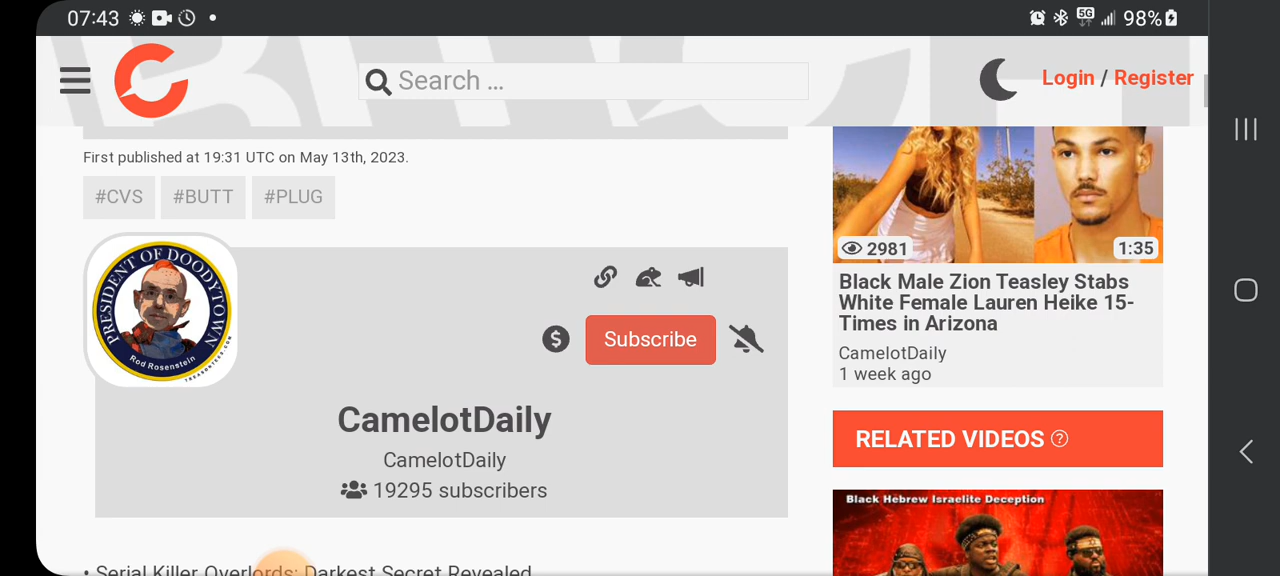 07:43
5G
98%
Search ...
Login / Register
First published at 19:31 UTC on May 13th, 2023.
#CVS #BUTT #PLUG
PRESIDENT OF DOODYTOWN
Rod Rosenstein
TREASONTEES.COM
Subscribe
CamelotDaily
CamelotDaily
19295 subscribers
• Serial Killer Overlords: Darkest Secret Revealed
2981
1:35
Black Male Zion Teasley Stabs
White Female Lauren Heike 15-
Times in Arizona
CamelotDaily
1 week ago
RELATED VIDEOS
Black Hebrew Israelite Deception